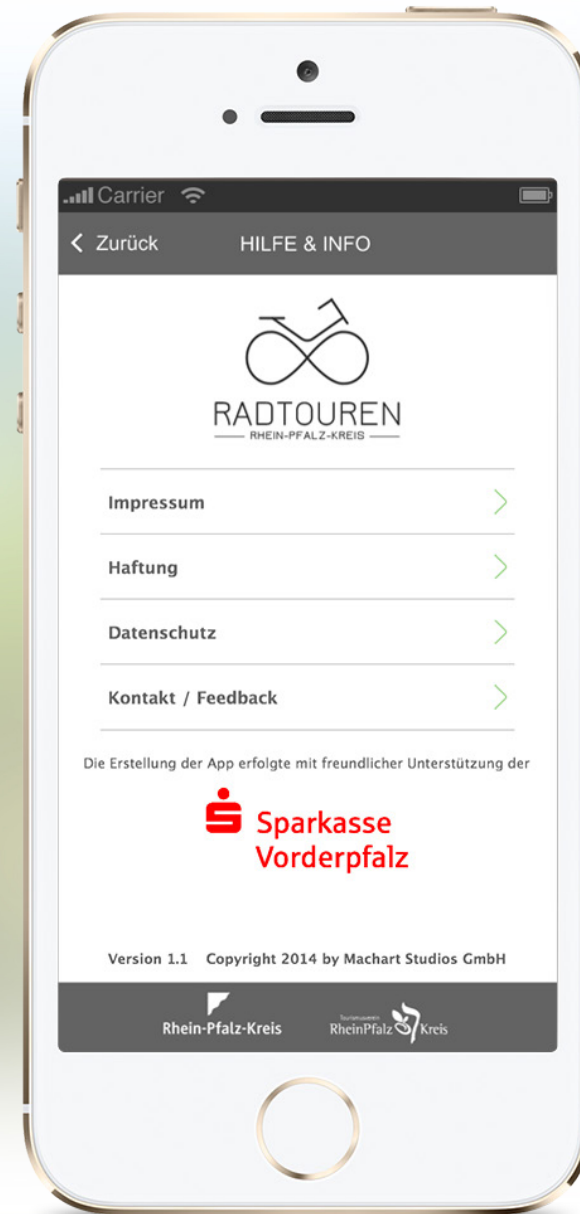 Carrier
Zurück HILFE & INFO
RADTOUREN
RHEIN-PFALZ-KREIS
Impressum
Haftung
Datenschutz
Kontakt / Feedback
Die Erstellung der App erfolgte mit freundlicher Unterstützung der
Sparkasse
Vorderpfalz
Version 1.1 Copyright 2014 by Machart Studios GmbH
Rhein-Pfalz-Kreis
Tourismusverein
RheinPfalz Kreis